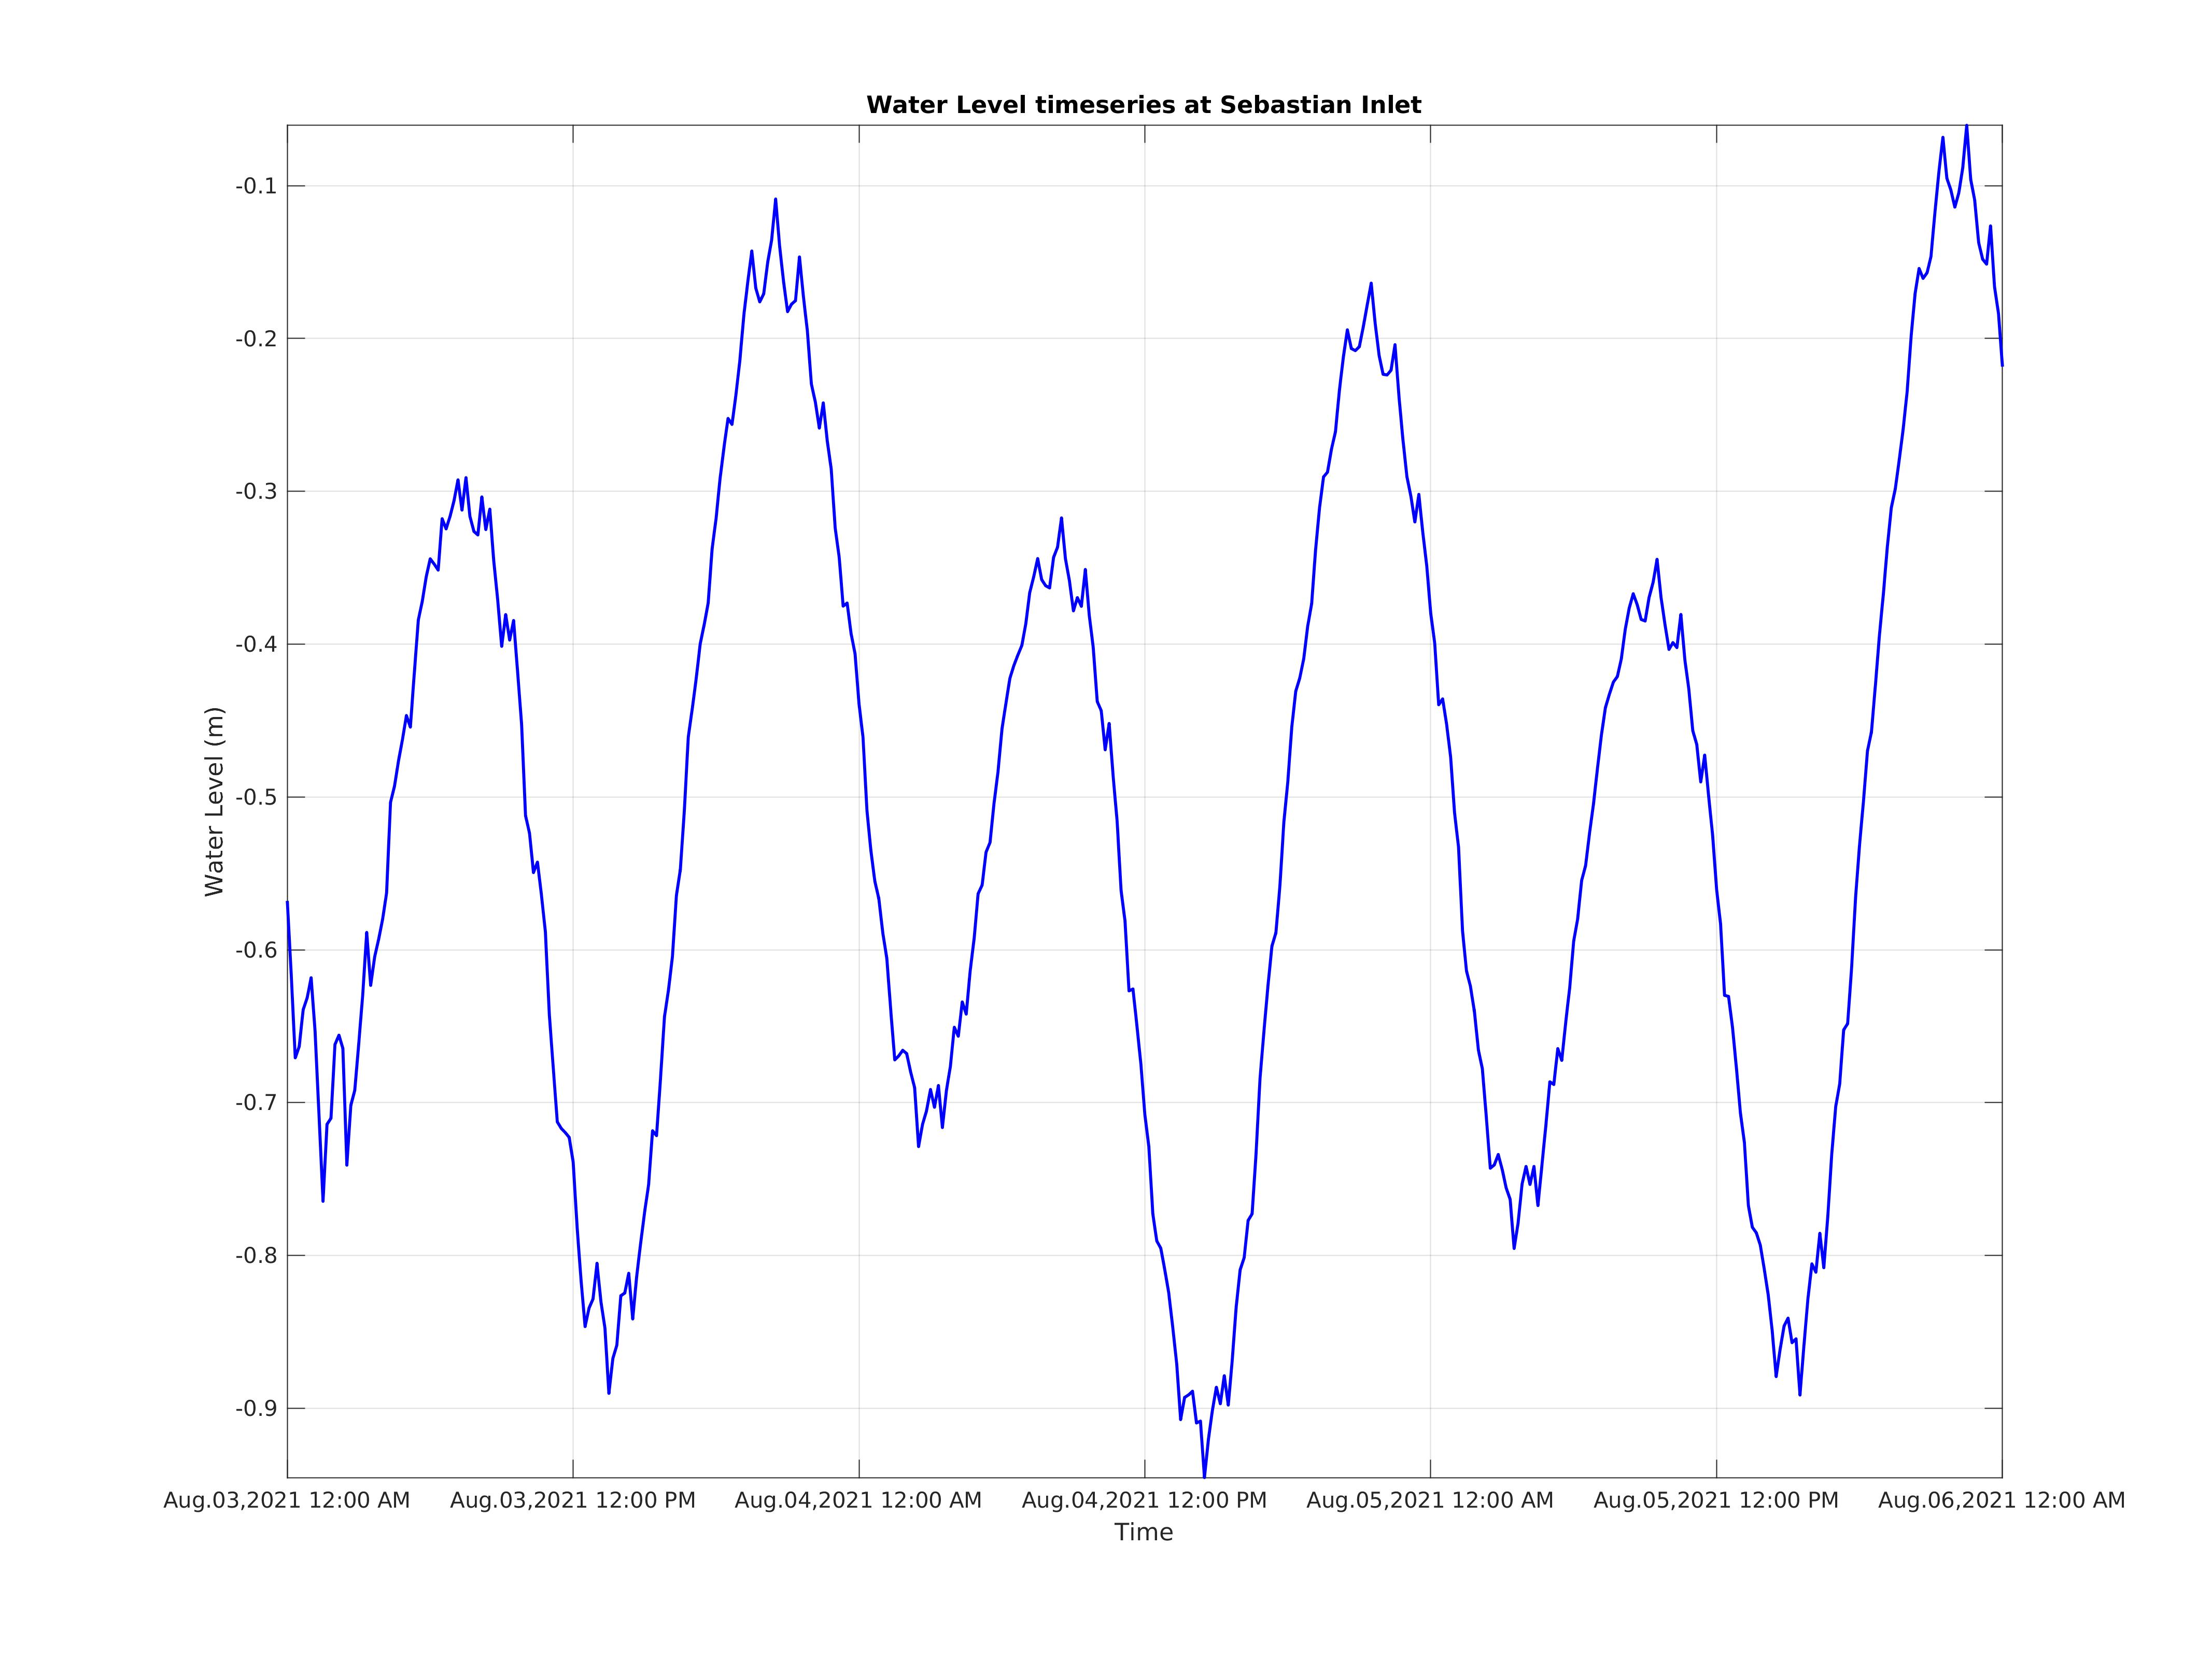 Water Level timeseries at Sebastian Inlet
-0.1
-0.2
-0.3
-0.4
-0.5
-0.6
-0.7
-0.8
-0.9
Water Level (m)
Aug.03,2021 12:00 AM Aug.03,2021 12:00 PM Aug.04,2021 12:00 AM Aug.04,2021 12:00 PM Aug.05,2021 12:00 AM Aug.05,2021 12:00 PM Aug.06,2021 12:00 AM
Time